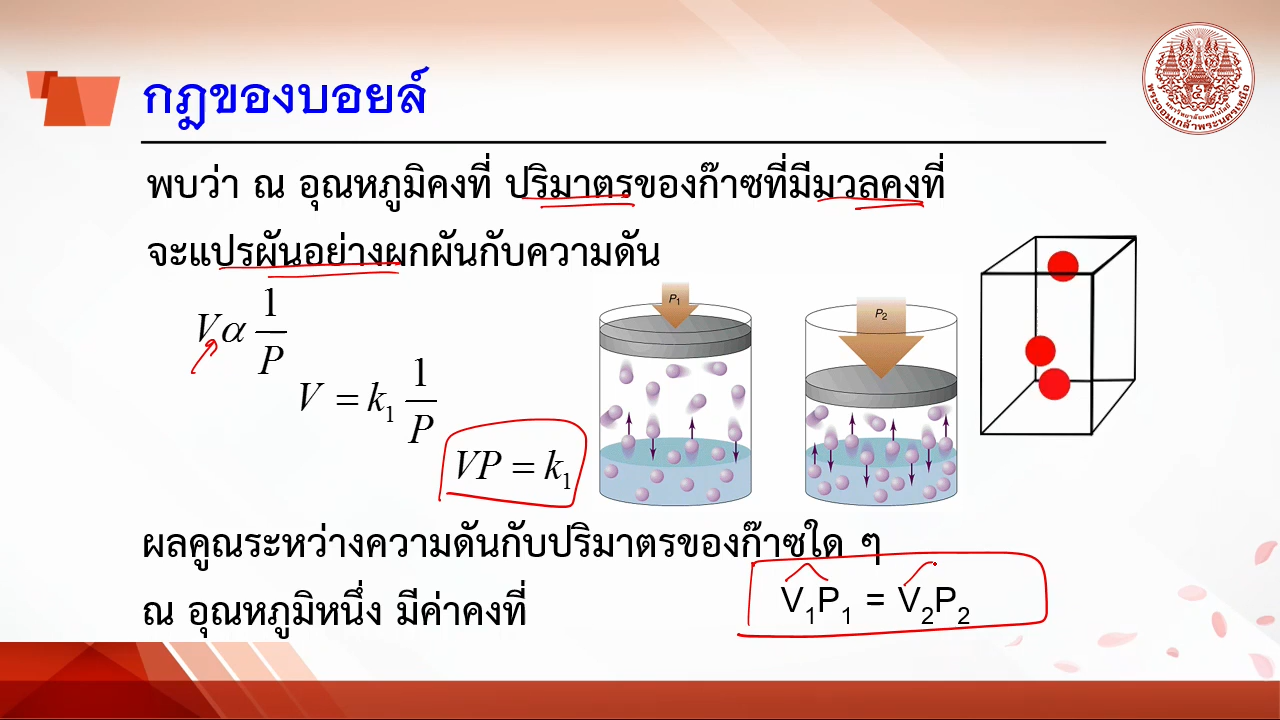 กฎของบอยล์
พบว่า ณ อุณหภูมิคงที่ ปริมาตรของก๊าซที่มีมวลคงที่
จะแปรผันอย่างผกผันกับความดัน
V α 1/P
V = k₁ 1/P
VP = k₁
P₁
P₂
ผลคูณระหว่างความดันกับปริมาตรของก๊าซใด ๆ
ณ อุณหภูมิหนึ่ง มีค่าคงที่
V₁P₁ = V₂P₂